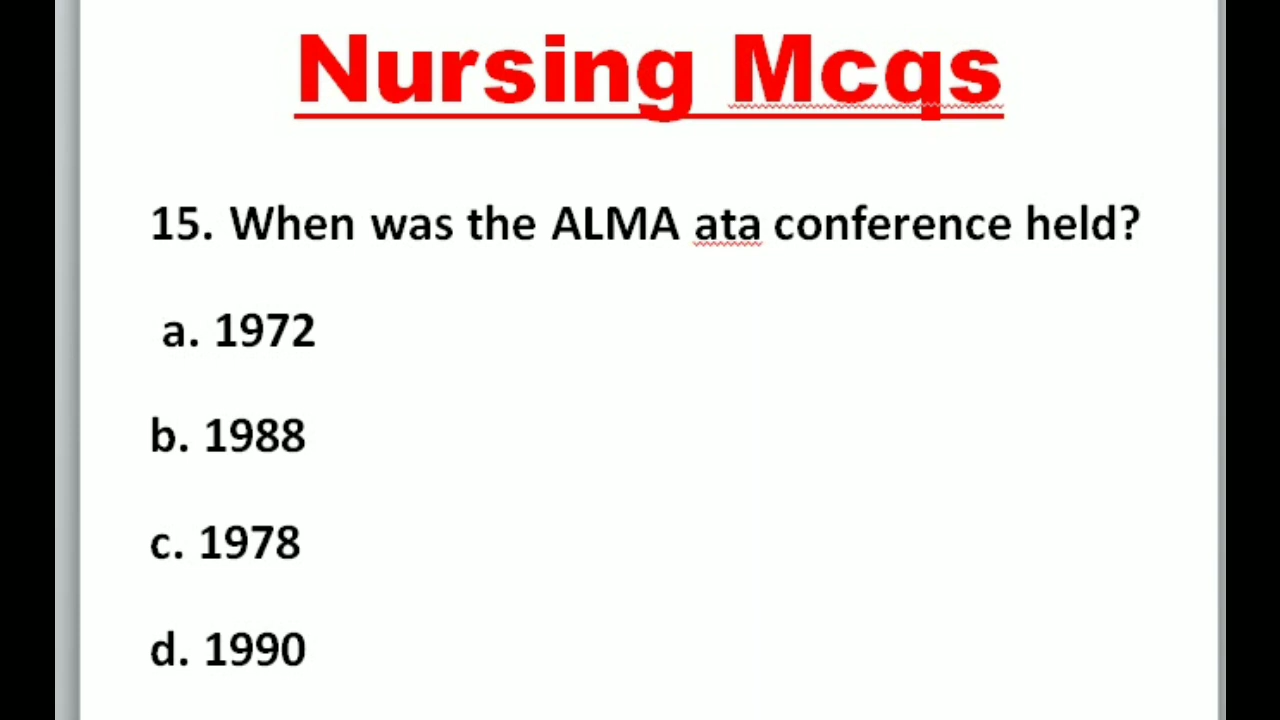 Nursing Mcqs
15. When was the ALMA ata conference held?
a. 1972
b. 1988
c. 1978
d. 1990